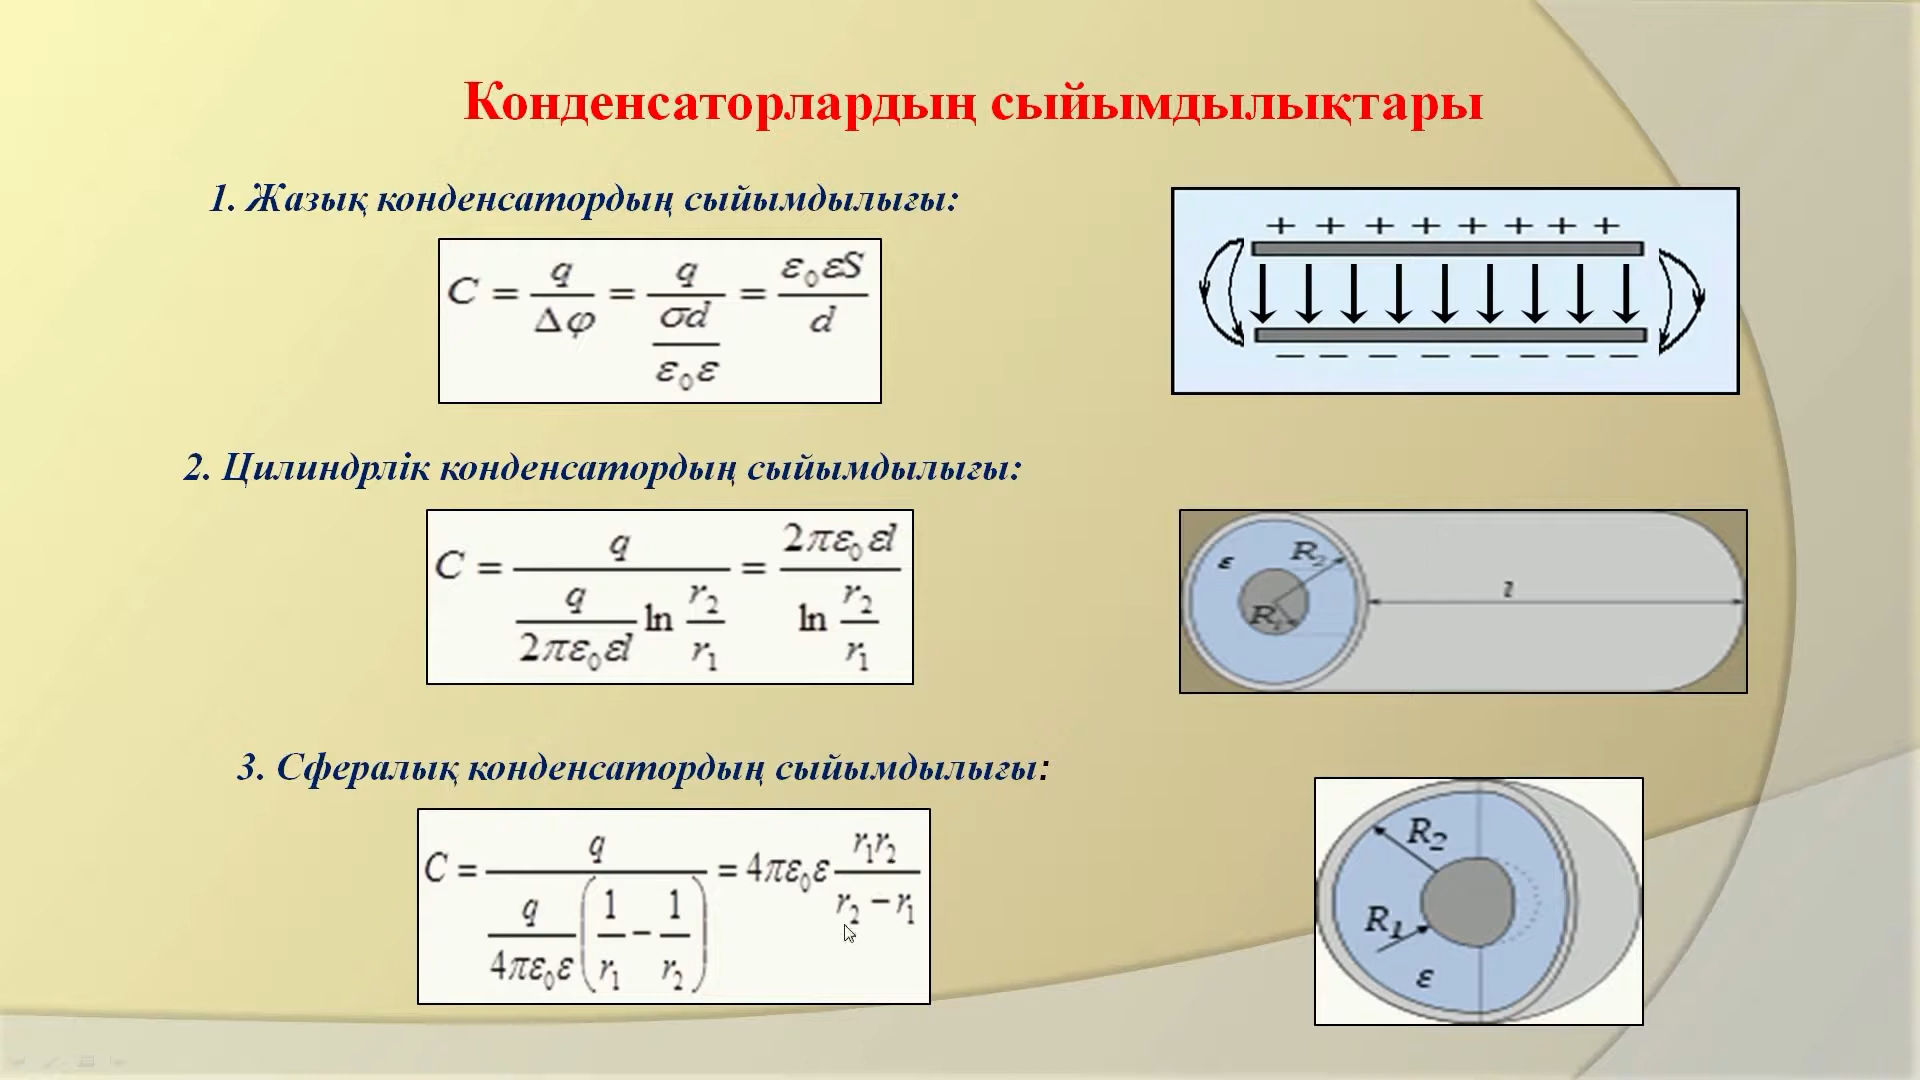 Конденсаторлардың сыйымдылықтары
1. Жазық конденсатордың сыйымдылығы:
C = q / Δφ = q / (σd / ε₀ε) = ε₀εS / d
+ + + + + + + +
− − − − − − − −
2. Цилиндрлік конденсатордың сыйымдылығы:
C = q / ((q / 2πε₀εl) ln (r₂ / r₁)) = 2πε₀εl / (ln (r₂ / r₁))
ε R₂ R₁ l
3. Сфералық конденсатордың сыйымдылығы:
C = q / ((q / 4πε₀ε) (1/r₁ − 1/r₂)) = 4πε₀ε r₁r₂ / (r₂ − r₁)
R₂
R₁
ε